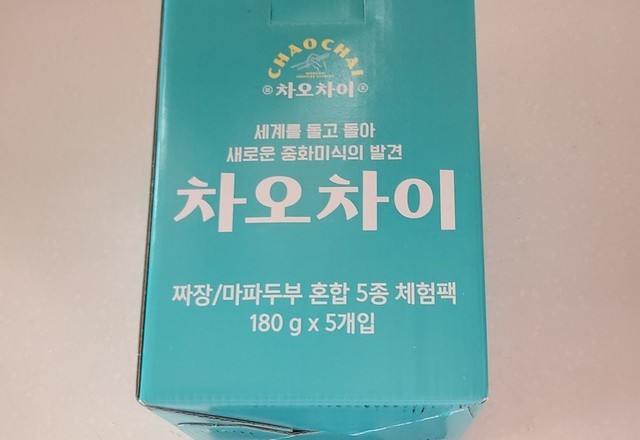 CHAOCHAI
차오차이
세계를 돌고 돌아
새로운 중화미식의 발견
차오차이
짜장/마파두부 혼합 5종 체험팩
180 g x 5개입